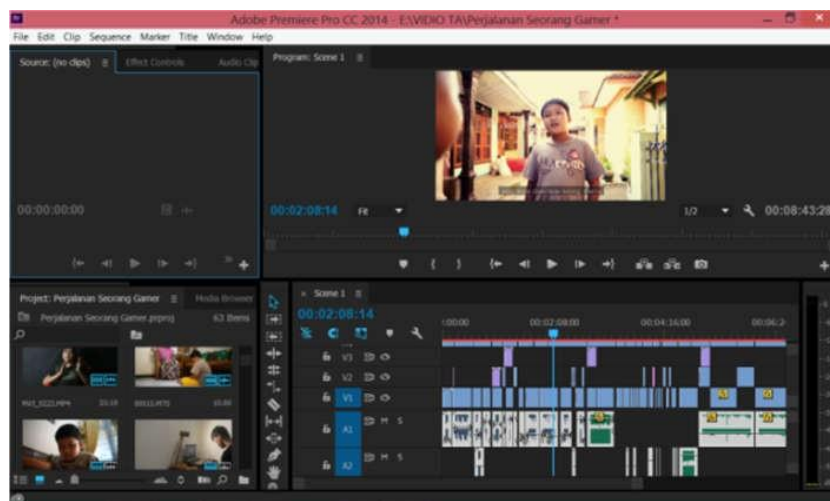 Adobe Premiere Pro CC 2014 - E:\VIDIO TA\Perjalanan Seorang Gamer *
File Edit Clip Sequence Marker Title Window Help
Source: (no clips) Effect Controls Audio Clip
Program: Scene 1
00:00:00:00
00:02:08:14 Fit 1/2 00:08:43:28
Project: Perjalanan Seorang Gamer Media Browser
Perjalanan Seorang Gamer.prproj 63 Items
Scene 1
00:02:08:14
:00:00 00:02:08:00 00:04:16:00 00:06:2
V3
V2
V1
A1 M S
A2 M S